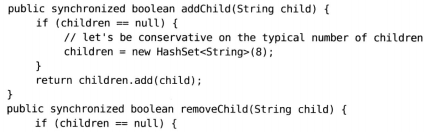 public synchronized boolean addChild(String child) {
    if (children == null) {
        // let's be conservative on the typical number of children
        children = new HashSet<String>(8);
    }
    return children.add(child);
}
public synchronized boolean removeChild(String child) {
    if (children == null) {